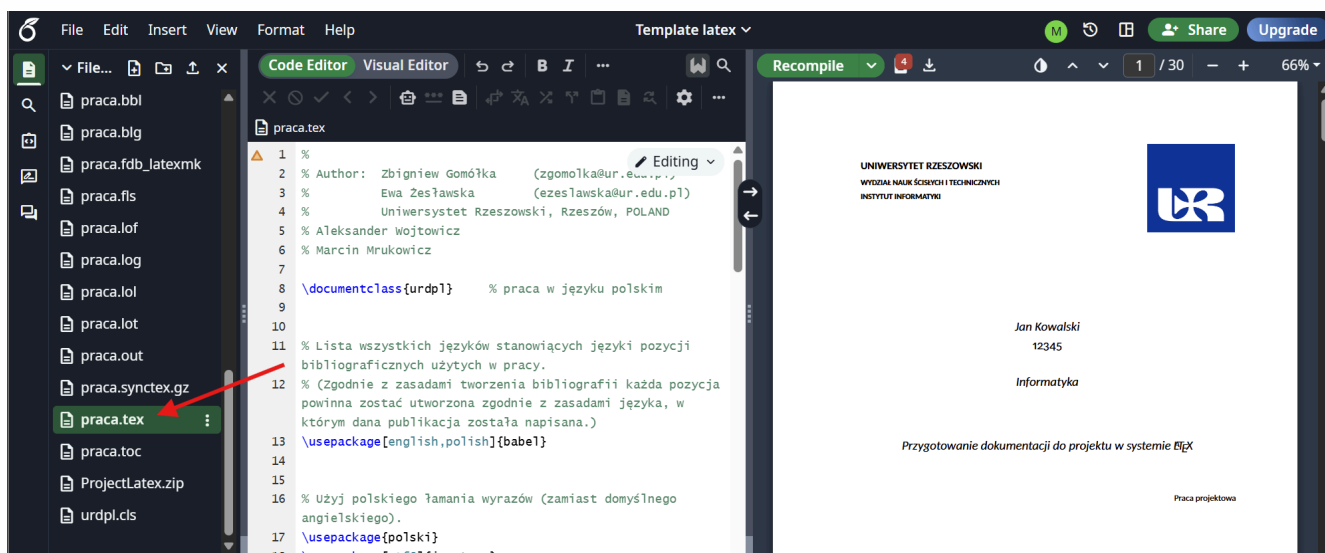 File Edit Insert View Format Help
Template latex
M
Share
Upgrade
File...
Code Editor Visual Editor
B I ...
Recompile
4
1 / 30
66%
praca.bbl
praca.blg
praca.fdb_latexmk
praca.fls
praca.lof
praca.log
praca.lol
praca.lot
praca.out
praca.synctex.gz
praca.tex
praca.toc
ProjectLatex.zip
urdpl.cls
praca.tex
Editing
1 %
2 % Author: Zbigniew Gomółka (zgomolka@ur.edu.pl)
3 % Ewa Żesławska (ezeslawska@ur.edu.pl)
4 % Uniwersystet Rzeszowski, Rzeszów, POLAND
5 % Aleksander Wojtowicz
6 % Marcin Mrukowicz
7
8 \documentclass{urdpl} % praca w języku polskim
9
10
11 % Lista wszystkich języków stanowiących języki pozycji
bibliograficznych użytych w pracy.
12 % (Zgodnie z zasadami tworzenia bibliografii każda pozycja
powinna zostać utworzona zgodnie z zasadami języka, w
którym dana publikacja została napisana.)
13 \usepackage[english,polish]{babel}
14
15
16 % Użyj polskiego łamania wyrazów (zamiast domyślnego
angielskiego).
17 \usepackage{polski}
UNIWERSYTET RZESZOWSKI
WYDZIAŁ NAUK ŚCISŁYCH I TECHNICZNYCH
INSTYTUT INFORMATYKI
UR
Jan Kowalski
12345
Informatyka
Przygotowanie dokumentacji do projektu w systemie LATEX
Praca projektowa